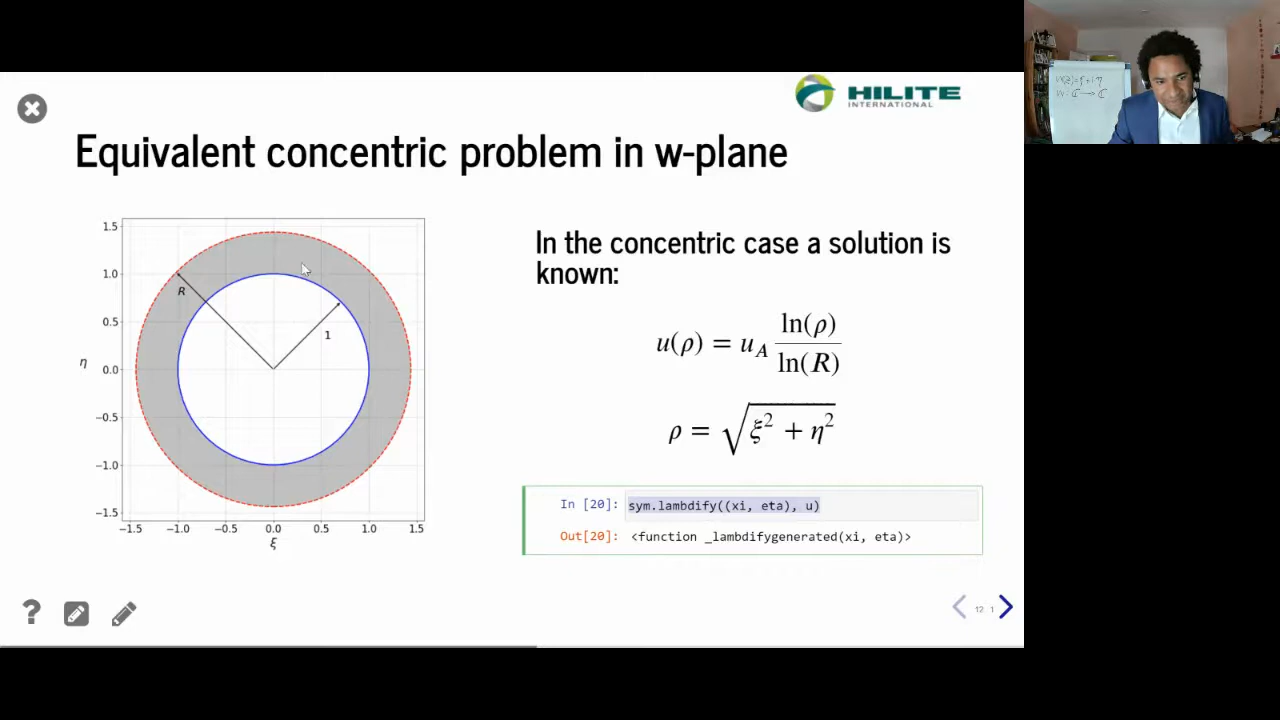 HILITE
INTERNATIONAL
Equivalent concentric problem in w-plane
1.5
1.0
0.5
0.0
−0.5
−1.0
−1.5
η
R
1
−1.5 −1.0 −0.5 0.0 0.5 1.0 1.5
ξ
In the concentric case a solution is
known:
u(ρ) = u_A ln(ρ) / ln(R)
ρ = √(ξ² + η²)
In [20]: sym.lambdify((xi, eta), u)
Out[20]: <function _lambdifygenerated(xi, eta)>
?
12 1